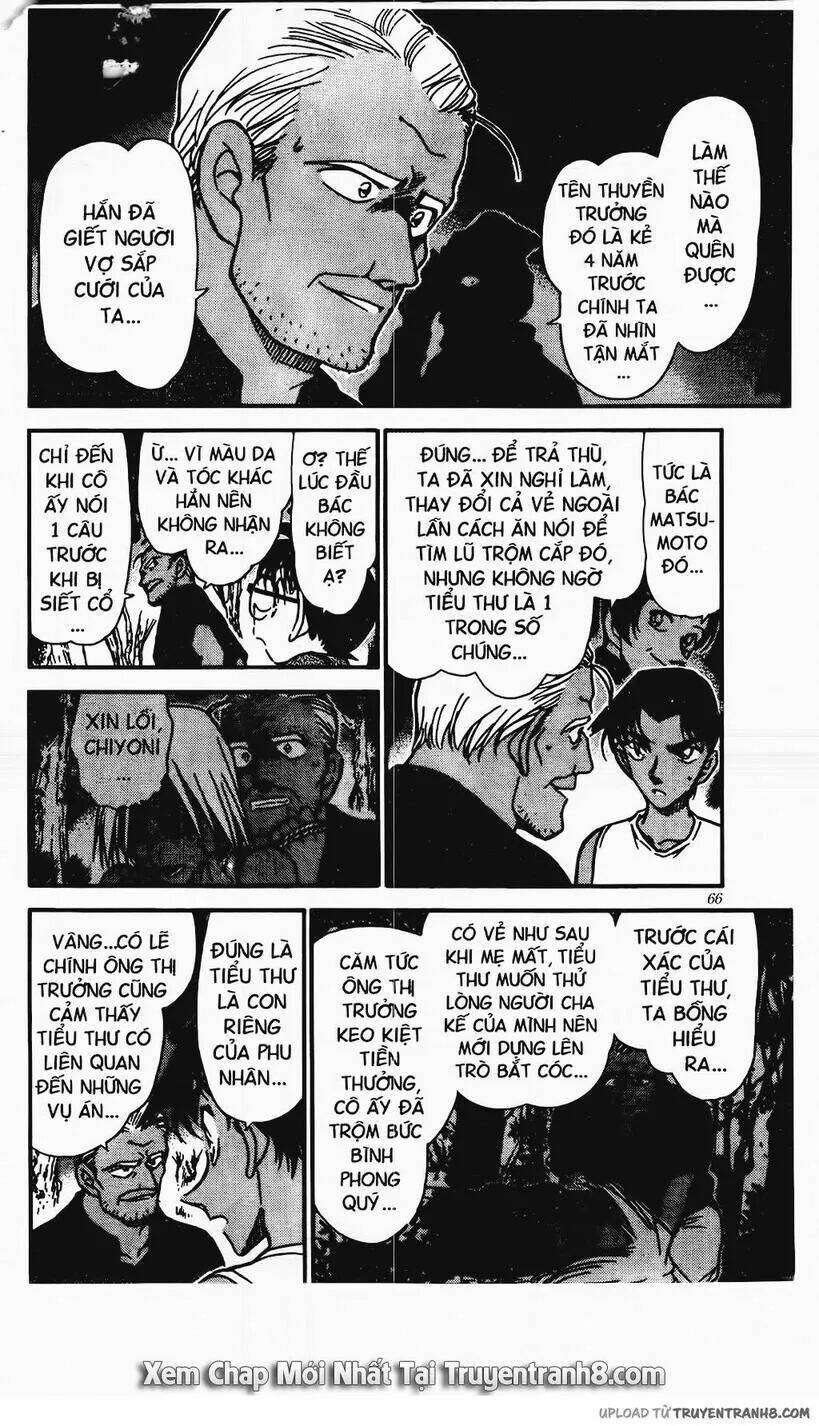 LÀM
THẾ
NÀO
MÀ
QUÊN
ĐƯỢC
...
TÊN THUYỀN
TRƯỞNG
ĐÓ LÀ KẺ
4 NĂM
TRƯỚC
CHÍNH TA
ĐÃ NHÌN
TẬN MẮT
...
HẮN ĐÃ
GIẾT NGƯỜI
VỢ SẮP
CƯỚI CỦA
TA...
TỨC LÀ
BÁC
MATSU-
MOTO
ĐÓ...
ĐÚNG... ĐỂ TRẢ THÙ,
TA ĐÃ XIN NGHỈ LÀM,
THAY ĐỔI CẢ VẺ NGOÀI
LẪN CÁCH ĂN NÓI ĐỂ
TÌM LŨ TRỘM CẮP ĐÓ,
NHƯNG KHÔNG NGỜ
TIỂU THƯ LÀ 1
TRONG SỐ
CHÚNG...
Ơ? THẾ
LÚC ĐẦU
BÁC
KHÔNG
BIẾT
Ạ?
Ừ... VÌ MÀU DA
VÀ TÓC KHÁC
HẲN NÊN
KHÔNG NHẬN
RA...
CHỈ ĐẾN
KHI CÔ
ẤY NÓI
1 CÂU
TRƯỚC
KHI BỊ
SIẾT CỔ
...
XIN LỖI,
CHIYONI
...
66
TRƯỚC CÁI
XÁC CỦA
TIỂU THƯ,
TA BỖNG
HIỂU
RA...
CÓ VẺ NHƯ SAU
KHI MẸ MẤT, TIỂU
THƯ MUỐN THỬ
LÒNG NGƯỜI CHA
KẾ CỦA MÌNH NÊN
MỚI DỰNG LÊN
TRÒ BẮT CÓC...
CĂM TỨC
ÔNG THỊ
TRƯỞNG
KEO KIỆT
TIỀN
THƯỞNG,
CÔ ẤY ĐÃ
TRỘM BỨC
BÌNH
PHONG
QUÝ...
ĐÚNG LÀ
TIỂU THƯ
LÀ CON
RIÊNG
CỦA PHU
NHÂN...
VÂNG...CÓ LẼ
CHÍNH ÔNG THỊ
TRƯỞNG CŨNG
CẢM THẤY
TIỂU THƯ CÓ
LIÊN QUAN
ĐẾN NHỮNG
VỤ ÁN...
Xem Chap Mới Nhất Tại Truyentranh8.com
UPLOAD TỪ TRUYENTRANH8.COM